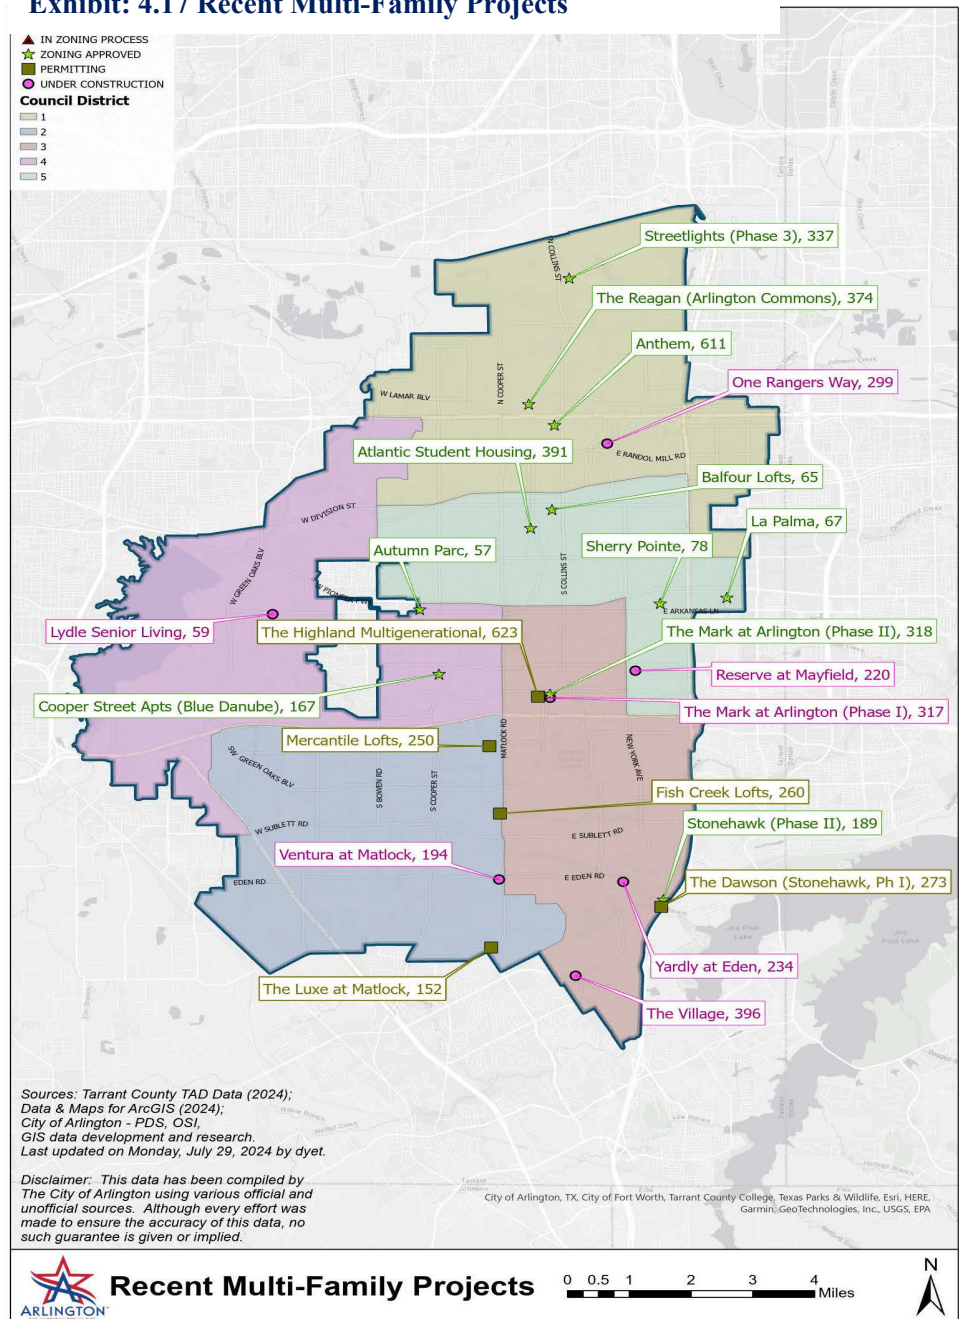 Exhibit: 4.17 Recent Multi-Family Projects
IN ZONING PROCESS
ZONING APPROVED
PERMITTING
UNDER CONSTRUCTION
Council District
1
2
3
4
5
N COLLINS ST
Streetlights (Phase 3), 337
The Reagan (Arlington Commons), 374
Anthem, 611
N COOPER ST
One Rangers Way, 299
W LAMAR BLV
Atlantic Student Housing, 391
E RANDOL MILL RD
Balfour Lofts, 65
W DIVISION ST
La Palma, 67
Autumn Parc, 57
Sherry Pointe, 78
S COLLINS ST
W GREEN OAKS BLV
W PIONEER
E ARKANSAS LN
Lydle Senior Living, 59
The Highland Multigenerational, 623
The Mark at Arlington (Phase II), 318
Reserve at Mayfield, 220
Cooper Street Apts (Blue Danube), 167
The Mark at Arlington (Phase I), 317
Mercantile Lofts, 250
MATLOCK RD
NEW YORK AVE
SW GREEN OAKS BLV
S BOWEN RD
S COOPER ST
Fish Creek Lofts, 260
W SUBLETT RD
E SUBLETT RD
Stonehawk (Phase II), 189
Ventura at Matlock, 194
EDEN RD
E EDEN RD
The Dawson (Stonehawk, Ph I), 273
Joe Pool
Lake
Joe
Pool Lake
Yardly at Eden, 234
The Luxe at Matlock, 152
The Village, 396
Sources: Tarrant County TAD Data (2024);
Data & Maps for ArcGIS (2024);
City of Arlington - PDS, OSI,
GIS data development and research.
Last updated on Monday, July 29, 2024 by dyet.
Disclaimer: This data has been compiled by
The City of Arlington using various official and
unofficial sources. Although every effort was
made to ensure the accuracy of this data, no
such guarantee is given or implied.
Tarrant
Johnson
City of Arlington, TX, City of Fort Worth, Tarrant County College, Texas Parks & Wildlife, Esri, HERE,
Garmin, GeoTechnologies, Inc., USGS, EPA
ARLINGTON
Recent Multi-Family Projects
0 0.5 1 2 3 4
Miles
N